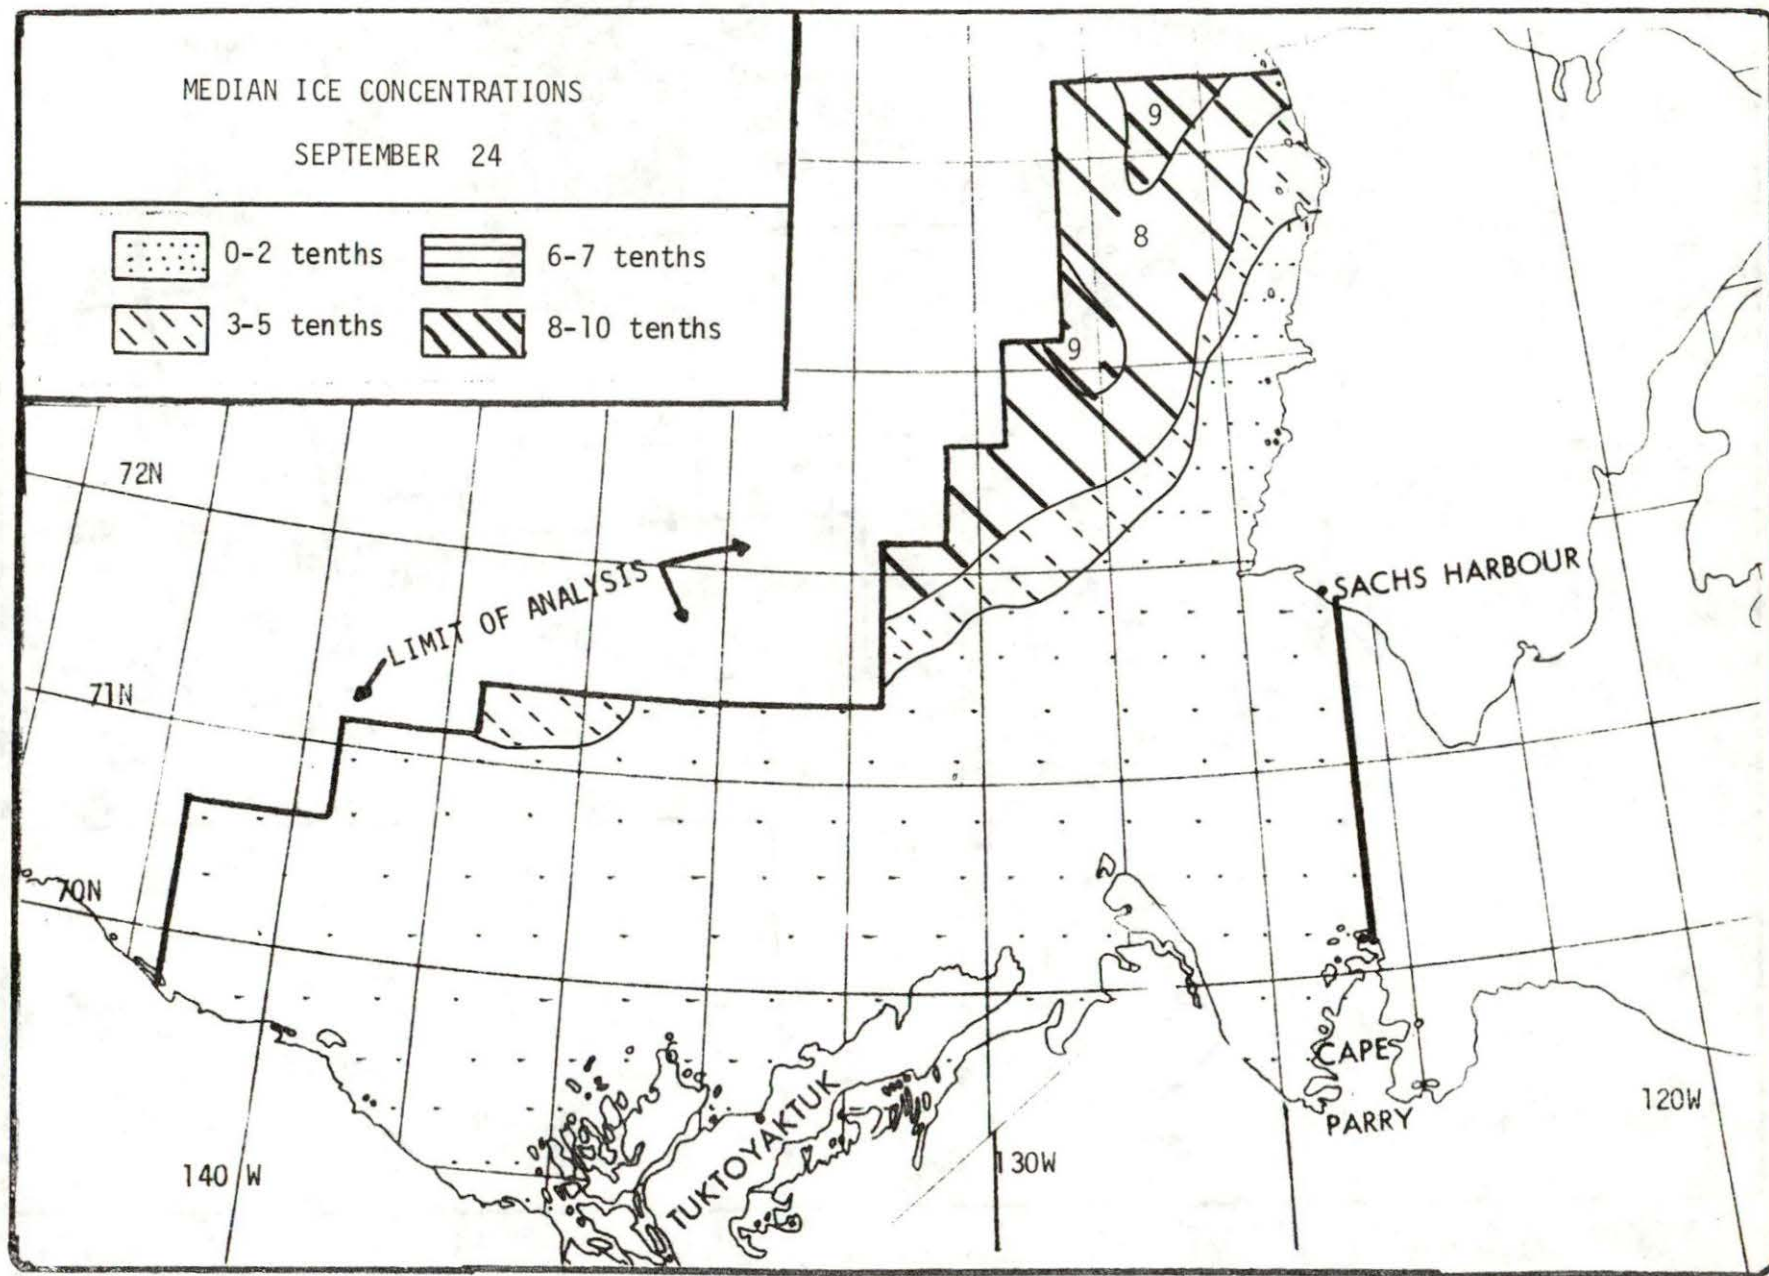 MEDIAN ICE CONCENTRATIONS
SEPTEMBER 24
0-2 tenths
6-7 tenths
3-5 tenths
8-10 tenths
9
8
9
72N
LIMIT OF ANALYSIS
SACHS HARBOUR
71N
70N
CAPE
PARRY
TUKTOYAKTUK
120W
140 W
130W